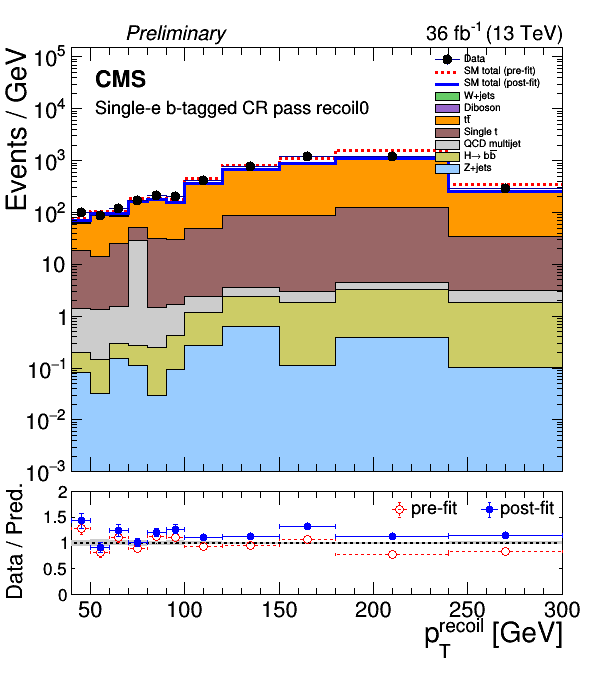 Preliminary 36 fb⁻¹ (13 TeV)
Events / GeV
10⁵
10⁴
10³
10²
10
1
10⁻¹
10⁻²
10⁻³
CMS
Single-e b-tagged CR pass recoil0
Data
SM total (pre-fit)
SM total (post-fit)
W+jets
Diboson
tt̅
Single t
QCD multijet
H→ bb̅
Z+jets
Data / Pred.
2
1.5
1
0.5
0
pre-fit post-fit
50 100 150 200 250 300
p_T^recoil [GeV]